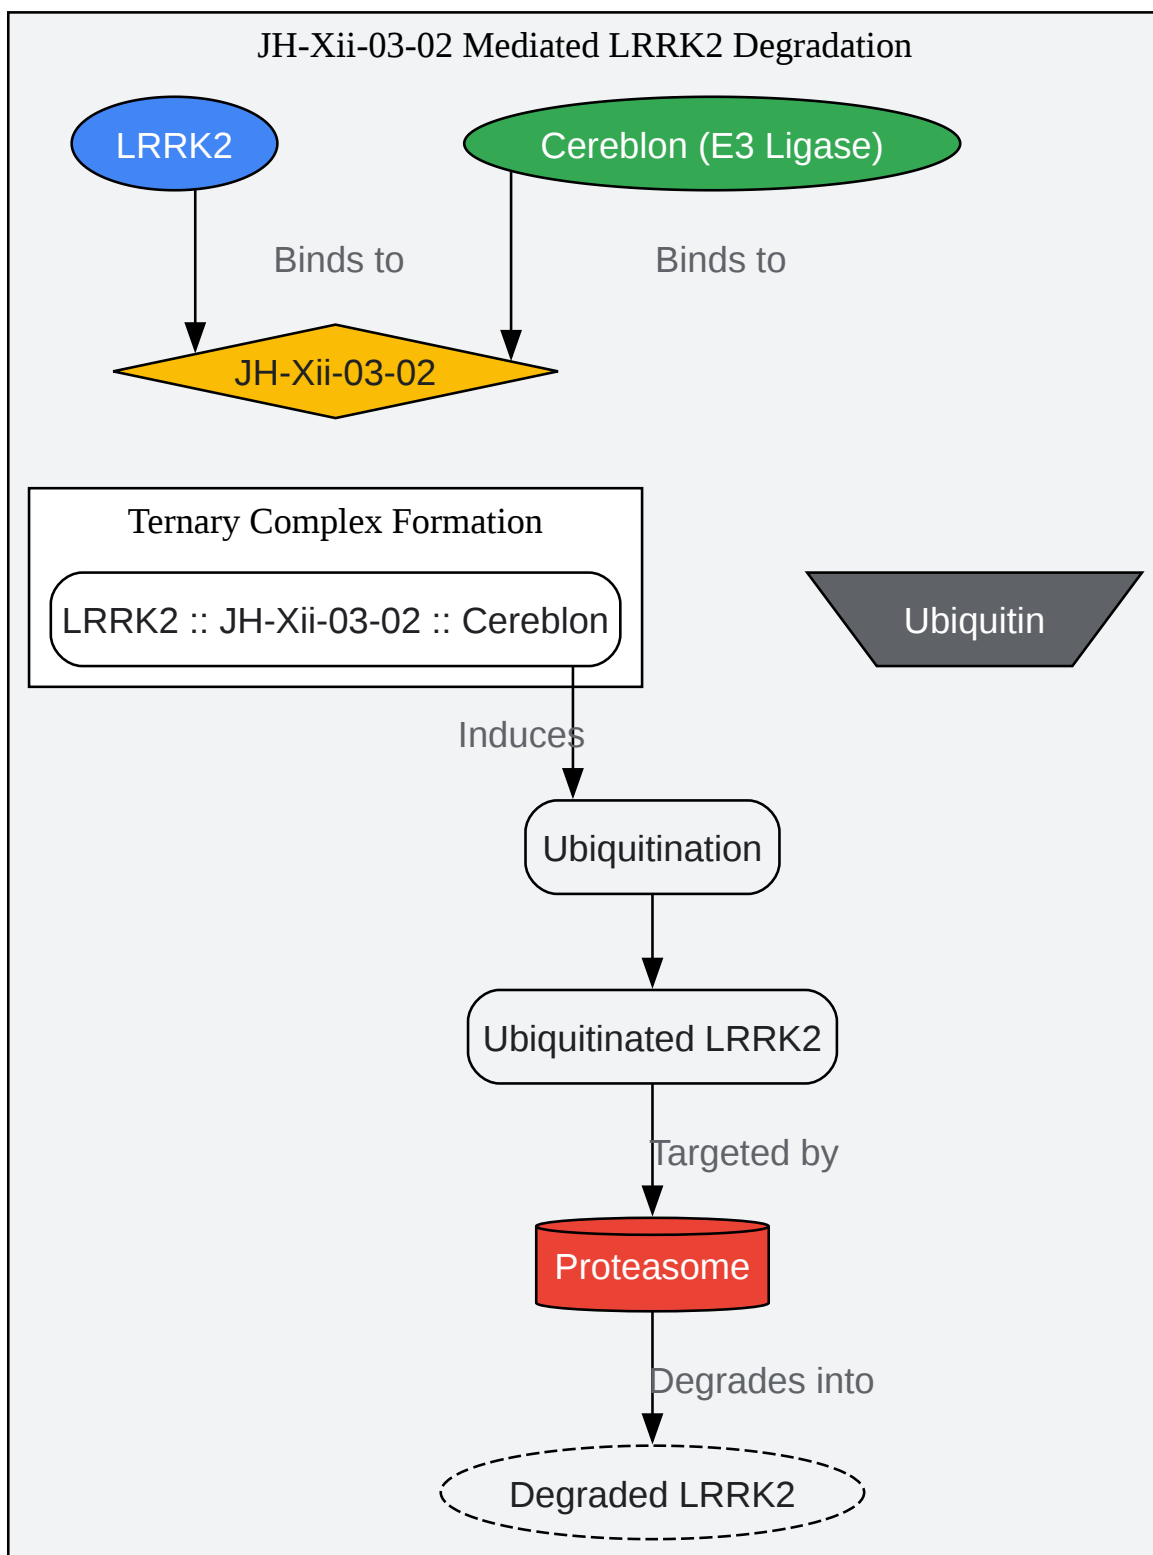 JH-Xii-03-02 Mediated LRRK2 Degradation
LRRK2
Cereblon (E3 Ligase)
Binds to
Binds to
JH-Xii-03-02
Ternary Complex Formation
LRRK2 :: JH-Xii-03-02 :: Cereblon
Ubiquitin
Induces
Ubiquitination
Ubiquitinated LRRK2
Targeted by
Proteasome
Degrades into
Degraded LRRK2